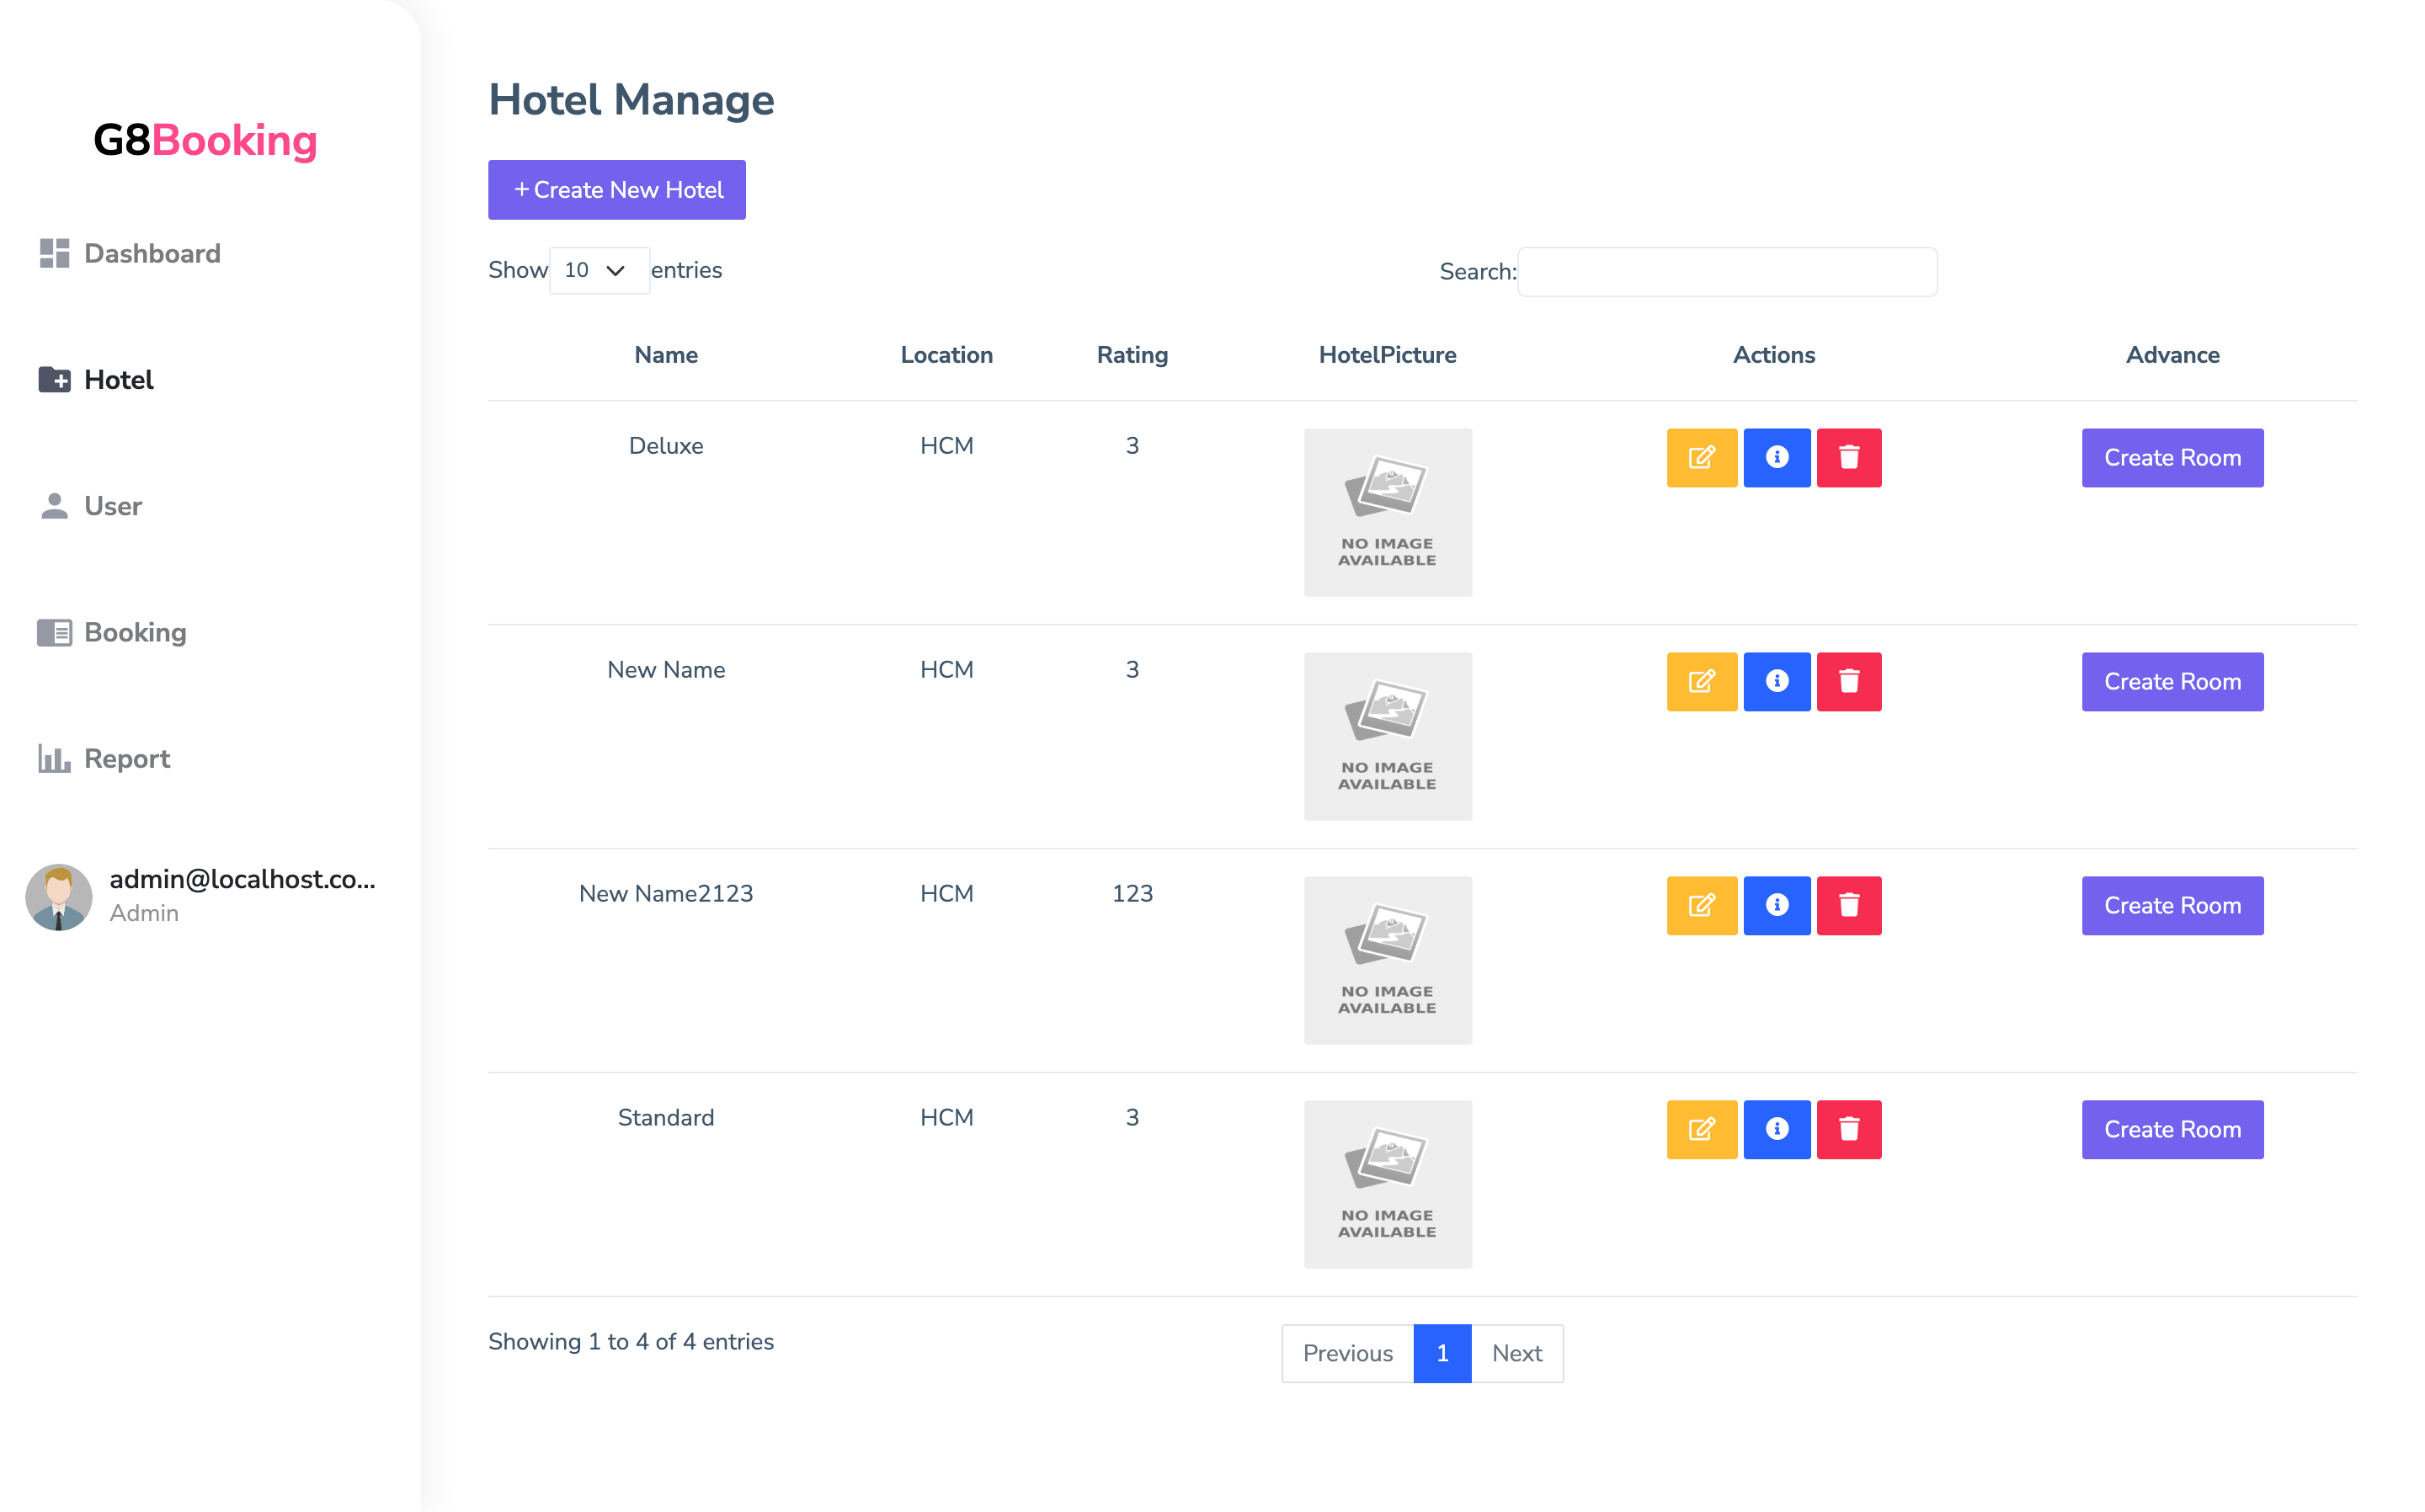 G8Booking
Dashboard
Hotel
User
Booking
Report
admin@localhost.co...
Admin
Hotel Manage
+ Create New Hotel
Show 10 entries
Search:
Name Location Rating HotelPicture Actions Advance
Deluxe HCM 3 Create Room
NO IMAGE
AVAILABLE
New Name HCM 3 Create Room
NO IMAGE
AVAILABLE
New Name2123 HCM 123 Create Room
NO IMAGE
AVAILABLE
Standard HCM 3 Create Room
NO IMAGE
AVAILABLE
Showing 1 to 4 of 4 entries
Previous 1 Next